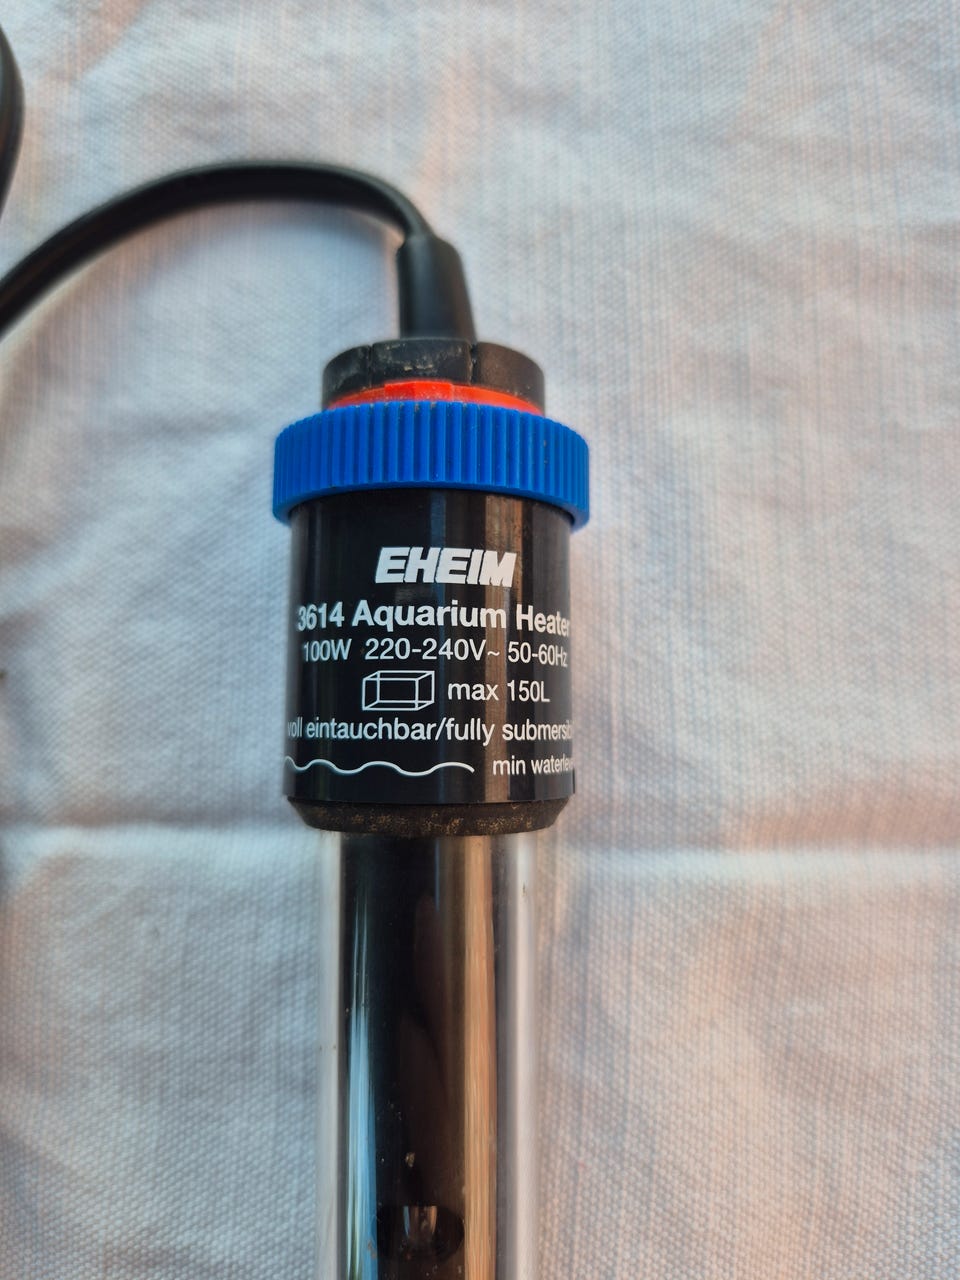 EHEIM
3614 Aquarium Heater
100W 220-240V~ 50-60Hz
max 150L
voll eintauchbar/fully
min